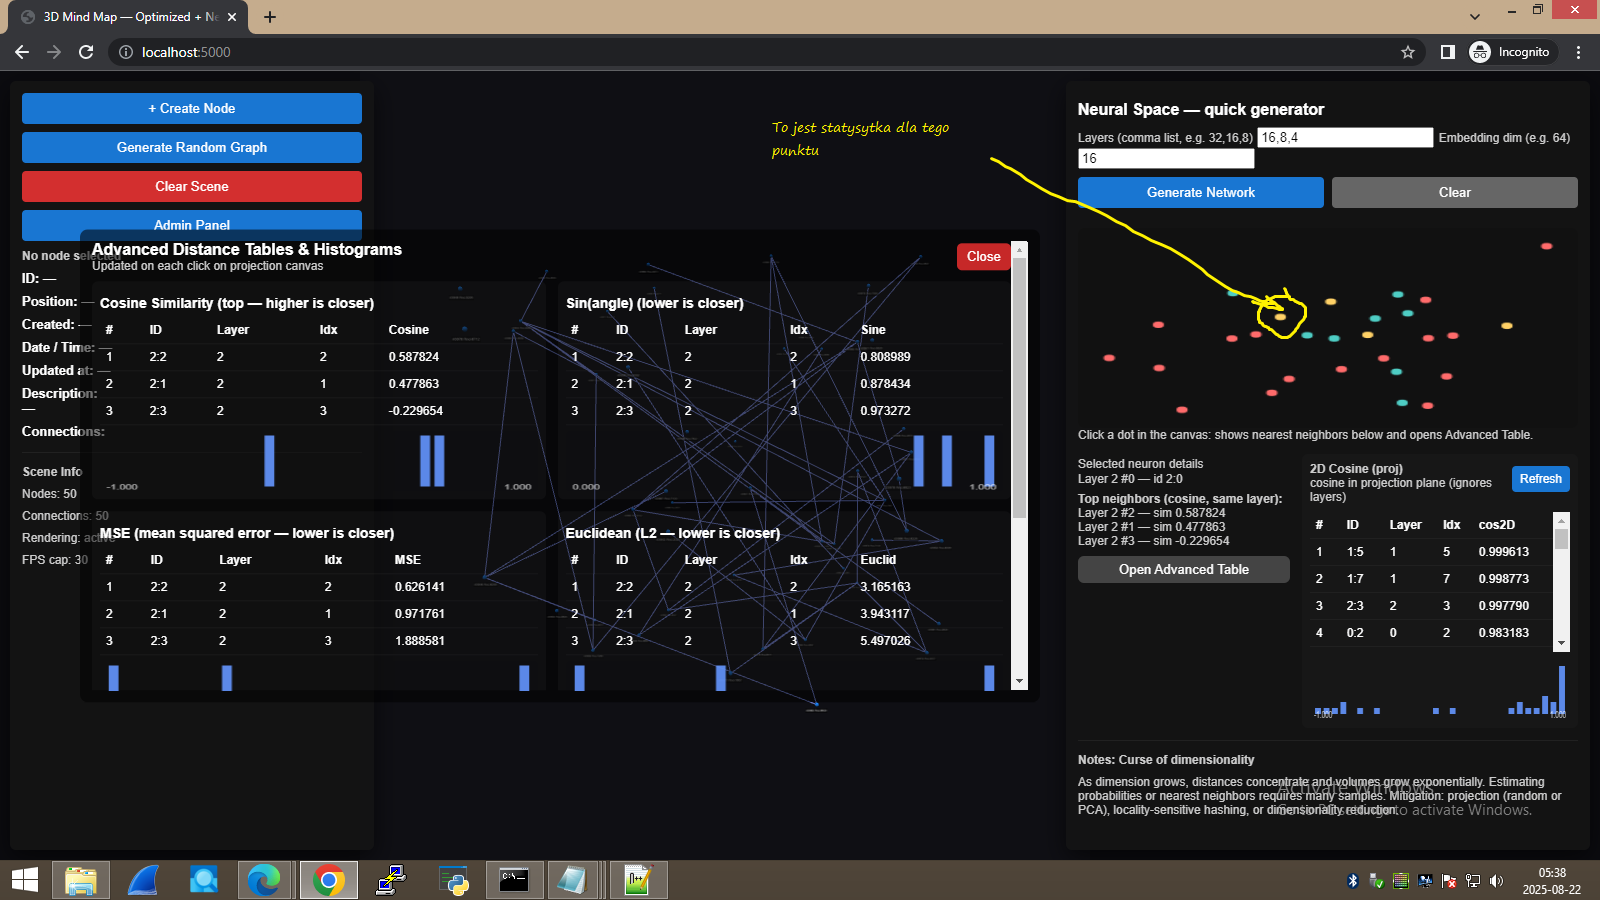 3D Mind Map — Optimized + Ne
localhost:5000
Incognito
+ Create Node
Generate Random Graph
Clear Scene
Admin Panel
No node selected
ID: —
Position: —
Created: —
Date / Time: —
Updated at: —
Description:
—
Connections:
Scene Info
Nodes: 50
Connections: 50
Rendering: active
FPS cap: 30
To jest statysytka dla tego
punktu
Advanced Distance Tables & Histograms
Updated on each click on projection canvas
Close
Cosine Similarity (top — higher is closer)
# ID Layer Idx Cosine
1 2:2 2 2 0.587824
2 2:1 2 1 0.477863
3 2:3 2 3 -0.229654
-1.000 1.000
Sin(angle) (lower is closer)
# ID Layer Idx Sine
1 2:2 2 2 0.808989
2 2:1 2 1 0.878434
3 2:3 2 3 0.973272
0.000 1.000
MSE (mean squared error — lower is closer)
# ID Layer Idx MSE
1 2:2 2 2 0.626141
2 2:1 2 1 0.971761
3 2:3 2 3 1.888581
Euclidean (L2 — lower is closer)
# ID Layer Idx Euclid
1 2:2 2 2 3.165163
2 2:1 2 1 3.943117
3 2:3 2 3 5.497026
Neural Space — quick generator
Layers (comma list, e.g. 32,16,8) 16,8,4 Embedding dim (e.g. 64)
16
Generate Network
Clear
Click a dot in the canvas: shows nearest neighbors below and opens Advanced Table.
Selected neuron details
Layer 2 #0 — id 2:0
Top neighbors (cosine, same layer):
Layer 2 #2 — sim 0.587824
Layer 2 #1 — sim 0.477863
Layer 2 #3 — sim -0.229654
Open Advanced Table
2D Cosine (proj)
cosine in projection plane (ignores
layers)
Refresh
# ID Layer Idx cos2D
1 1:5 1 5 0.999613
2 1:7 1 7 0.998773
3 2:3 2 3 0.997790
4 0:2 0 2 0.983183
-1.000 1.000
Notes: Curse of dimensionality
As dimension grows, distances concentrate and volumes grow exponentially. Estimating
probabilities or nearest neighbors requires many samples. Mitigation: projection (random or
PCA), locality-sensitive hashing, or dimensionality reduction.
Activate Windows
Go to PC settings to activate Windows.
05:38
2025-08-22